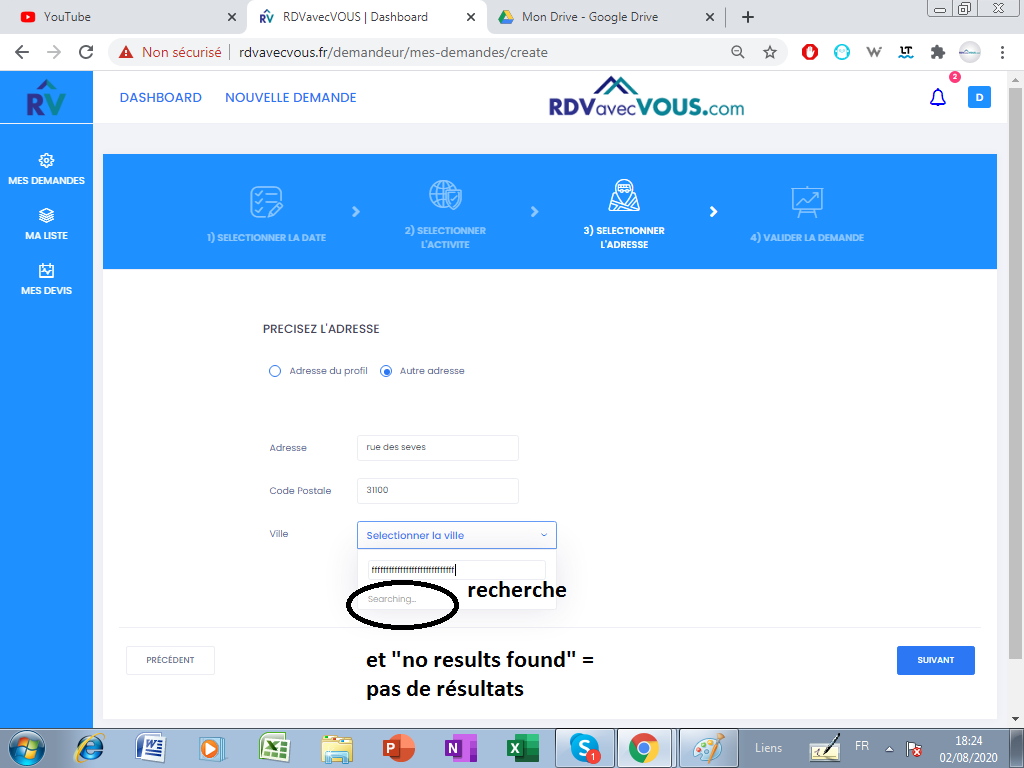 YouTube
RDVavecVOUS | Dashboard
Mon Drive - Google Drive
Non sécurisé
rdvavecvous.fr/demandeur/mes-demandes/create
RV
DASHBOARD
NOUVELLE DEMANDE
RDVavecVOUS.com
2
D
MES DEMANDES
MA LISTE
MES DEVIS
1) SELECTIONNER LA DATE
2) SELECTIONNER
L'ACTIVITE
3) SELECTIONNER
L'ADRESSE
4) VALIDER LA DEMANDE
PRECISEZ L'ADRESSE
Adresse du profil
Autre adresse
Adresse
rue des seves
Code Postale
31100
Ville
Selectionner la ville
Searching...
recherche
et "no results found" =
pas de résultats
PRÉCÉDENT
SUIVANT
Liens
FR
18:24
02/08/2020